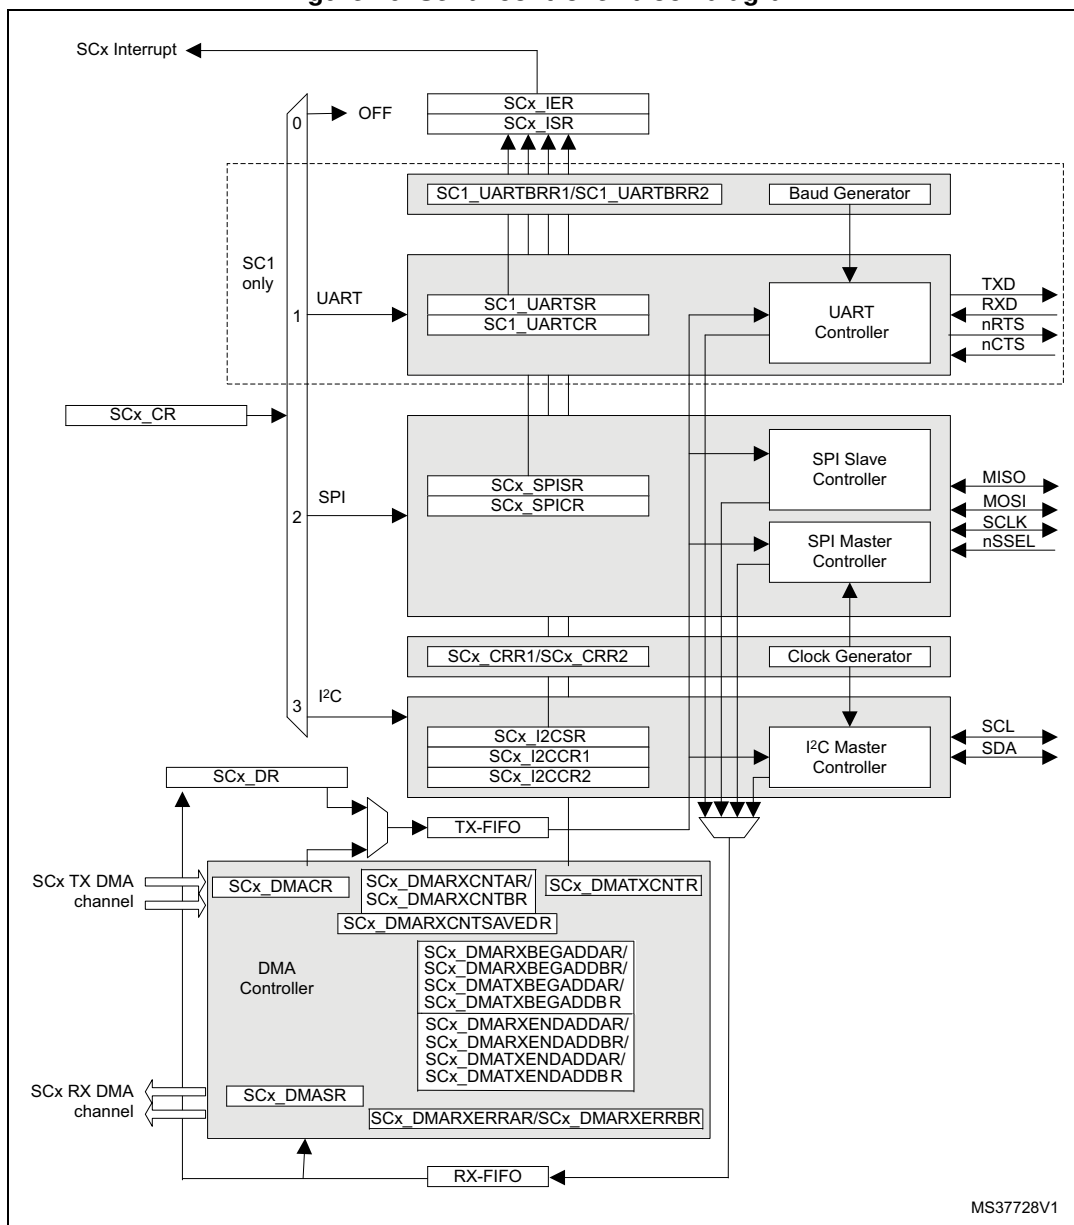 SCx Interrupt
SCx_IER
SCx_ISR
0
OFF
SC1_UARTBRR1/SC1_UARTBRR2
Baud Generator
SC1
only
UART
1
SC1_UARTSR
SC1_UARTCR
UART
Controller
TXD
RXD
nRTS
nCTS
SCx_CR
SPI
2
SCx_SPISR
SCx_SPICR
SPI Slave
Controller
SPI Master
Controller
MISO
MOSI
SCLK
nSSEL
SCx_CRR1/SCx_CRR2
Clock Generator
I²C
3
SCx_I2CSR
SCx_I2CCR1
SCx_I2CCR2
I²C Master
Controller
SCL
SDA
SCx_DR
TX-FIFO
SCx TX DMA
channel
SCx_DMACR
SCx_DMARXCNTAR/
SCx_DMARXCNTBR
SCx_DMATXCNTR
SCx_DMARXCNTSAVEDR
DMA
Controller
SCx_DMARXBEGADDAR/
SCx_DMARXBEGADDBR/
SCx_DMATXBEGADDAR/
SCx_DMATXBEGADDBR
SCx_DMARXENDADDAR/
SCx_DMARXENDADDBR/
SCx_DMATXENDADDAR/
SCx_DMATXENDADDBR
SCx RX DMA
channel
SCx_DMASR
SCx_DMARXERRAR/SCx_DMARXERRBR
RX-FIFO
MS37728V1